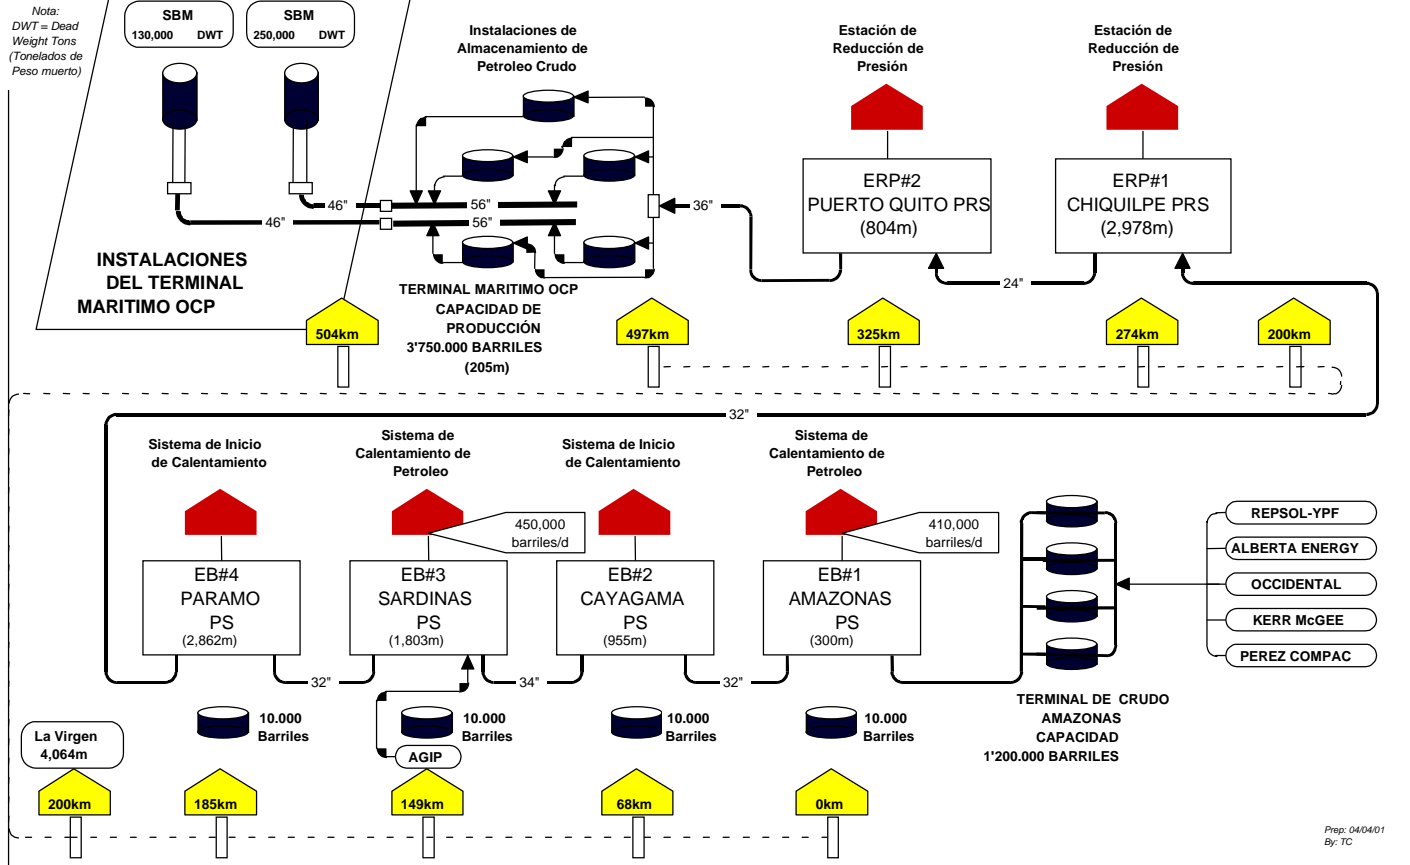 Nota:
DWT = Dead
Weight Tons
(Tonelados de
Peso muerto)
SBM
130,000 DWT
SBM
250,000 DWT
Instalaciones de
Almacenamiento de
Petroleo Crudo
Estación de
Reducción de
Presión
Estación de
Reducción de
Presión
ERP#2
PUERTO QUITO PRS
(804m)
ERP#1
CHIQUILPE PRS
(2,978m)
46"
46"
56"
56"
36"
24"
INSTALACIONES
DEL TERMINAL
MARITIMO OCP
TERMINAL MARITIMO OCP
CAPACIDAD DE
PRODUCCIÓN
3'750.000 BARRILES
(205m)
504km
497km
325km
274km
200km
32"
Sistema de Inicio
de Calentamiento
Sistema de
Calentamiento de
Petroleo
Sistema de Inicio
de Calentamiento
Sistema de
Calentamiento de
Petroleo
450,000
barriles/d
410,000
barriles/d
EB#4
PARAMO
PS
(2,862m)
EB#3
SARDINAS
PS
(1,803m)
EB#2
CAYAGAMA
PS
(955m)
EB#1
AMAZONAS
PS
(300m)
REPSOL-YPF
ALBERTA ENERGY
OCCIDENTAL
KERR McGEE
PEREZ COMPAC
32"
34"
32"
TERMINAL DE CRUDO
AMAZONAS
CAPACIDAD
1'200.000 BARRILES
10.000
Barriles
10.000
Barriles
10.000
Barriles
10.000
Barriles
La Virgen
4,064m
AGIP
200km
185km
149km
68km
0km
Prep: 04/04/01
By: TC